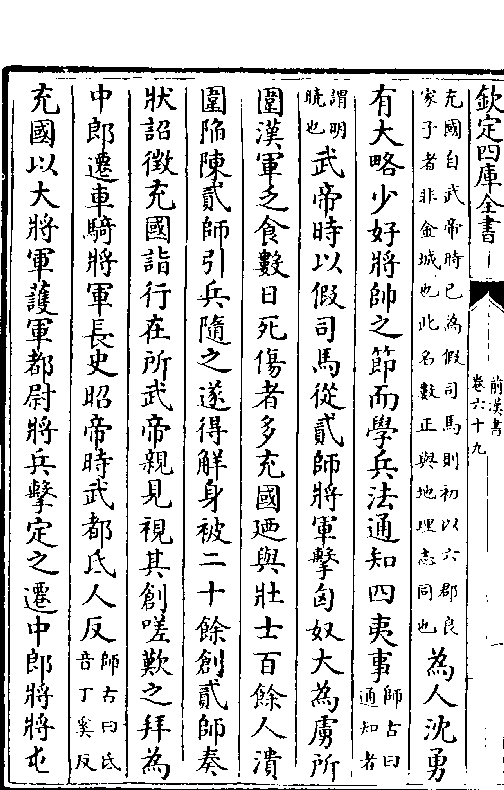 欽定四庫全書
前漢書
卷六十九
充國自武帝時已為假司馬則初以六郡良
家子者非金城也此名數正與地理志同也
為人沈勇
有大略少好將帥之節而學兵法通知四夷事
師古曰
通知者
謂明
曉也
武帝時以假司馬從貳師將軍擊匈奴大為虜所
圍漢軍乏食數日死傷者多充國廼與壯士百餘人潰
圍陷陳貳師引兵隨之遂得觧身被二十餘創貳師奏
狀詔徵充國詣行在所武帝親見視其創嗟歎之拜為
中郎遷車騎將軍長史昭帝時武都氐人反
師古曰氐
音丁奚反
充國以大將軍護軍都尉將兵擊定之遷中郎將將屯